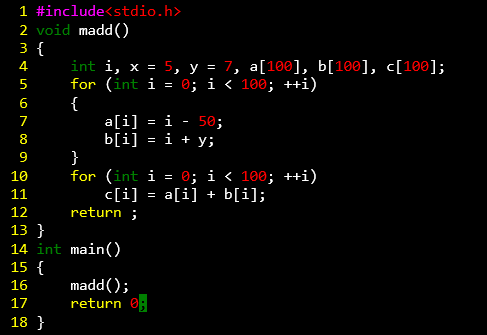 1 #include<stdio.h>
2 void madd()
3 {
4     int i, x = 5, y = 7, a[100], b[100], c[100];
5     for (int i = 0; i < 100; ++i)
6     {
7         a[i] = i - 50;
8         b[i] = i + y;
9     }
10     for (int i = 0; i < 100; ++i)
11         c[i] = a[i] + b[i];
12     return ;
13 }
14 int main()
15 {
16     madd();
17     return 0;
18 }